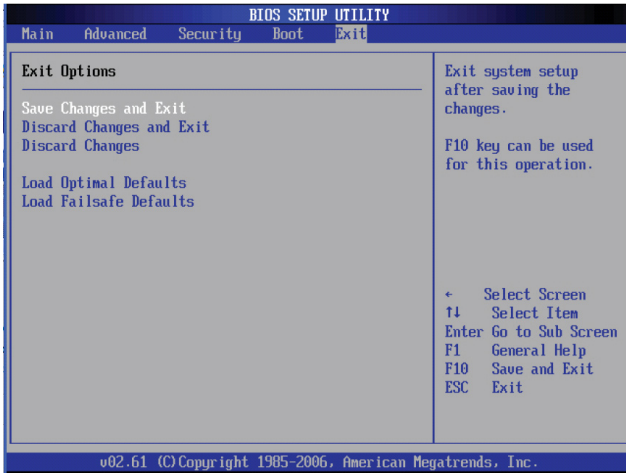 BIOS SETUP UTILITY
Main Advanced Security Boot Exit
Exit Options
Save Changes and Exit
Discard Changes and Exit
Discard Changes
Load Optimal Defaults
Load Failsafe Defaults
Exit system setup
after saving the
changes.
F10 key can be used
for this operation.
← Select Screen
↑↓ Select Item
Enter Go to Sub Screen
F1 General Help
F10 Save and Exit
ESC Exit
v02.61 (C)Copyright 1985-2006, American Megatrends, Inc.